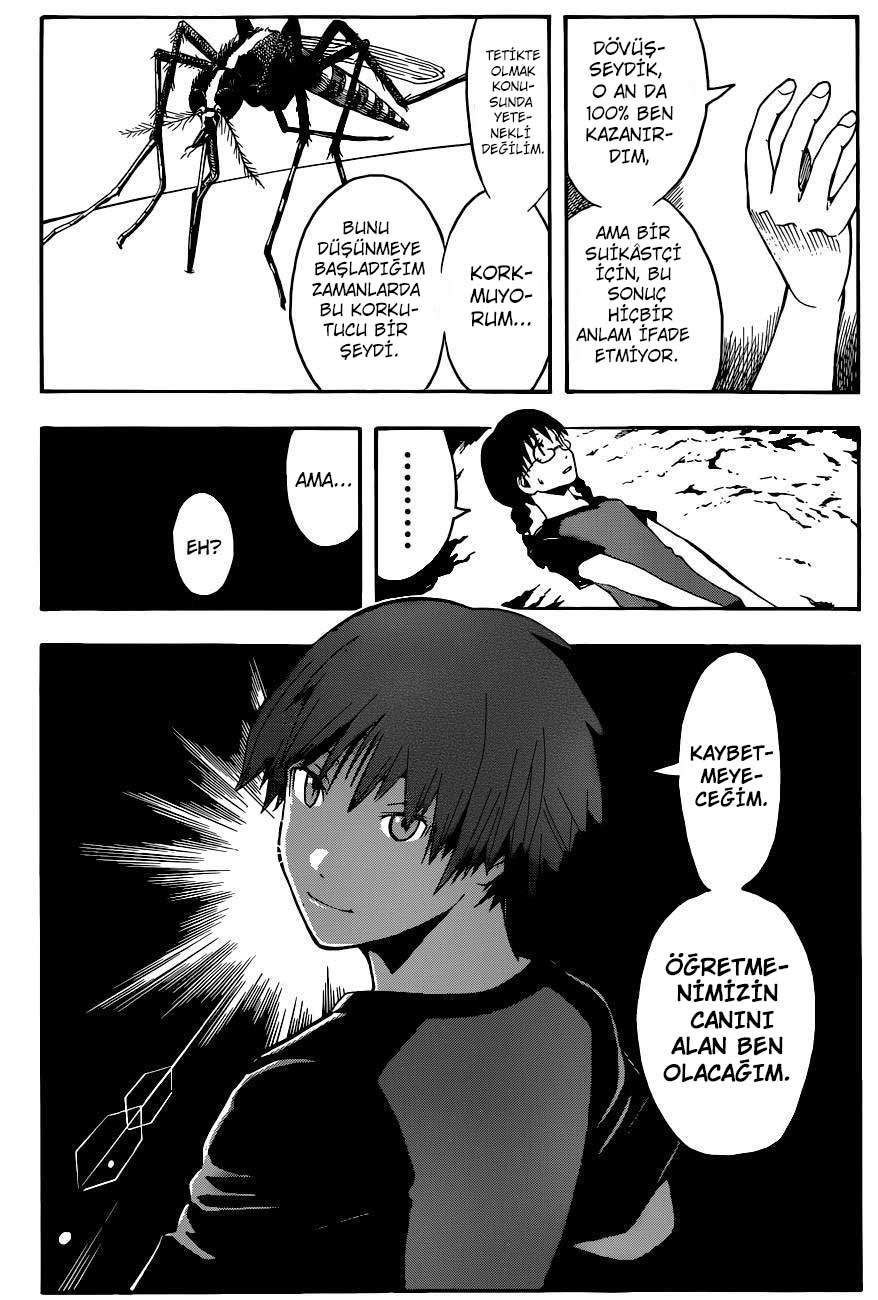 DÖVÜŞ-
SEYDİK,
O AN DA
100% BEN
KAZANIR-
DIM,
AMA BİR
SUİKÂSTÇİ
İÇİN, BU
SONUÇ
HİÇBİR
ANLAM İFADE
ETMİYOR.
TETİKTE
OLMAK
KONU-
SUNDA
YETE-
NEKLİ
DEĞİLİM.
KORK-
MUYO-
RUM...
BUNU
DÜŞÜNMEYE
BAŞLADIĞIM
ZAMANLARDA
BU KORKU-
TUCU BİR
ŞEYDİ.
.........
AMA...
EH?
KAYBET-
MEYE-
CEĞİM.
ÖĞRETME-
NİMİZİN
CANINI
ALAN BEN
OLACAĞIM.